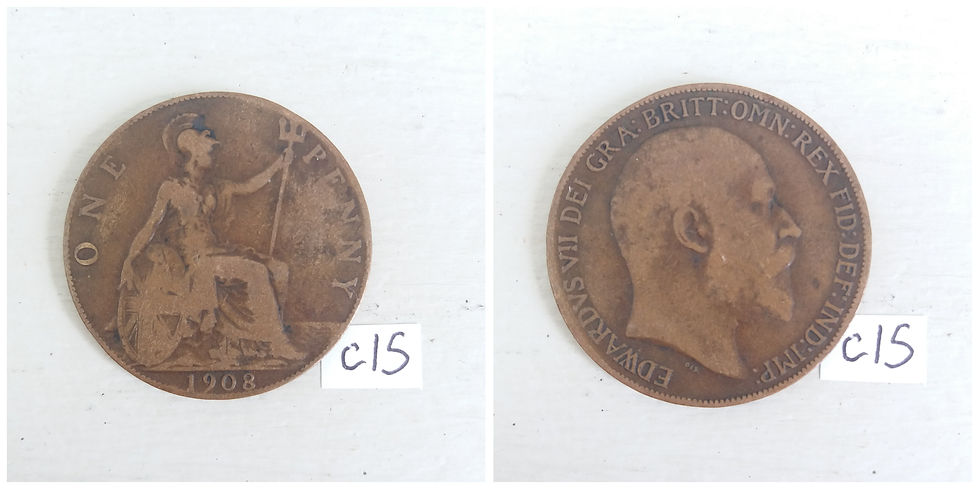 ONE PENNY
1908
c15
EDWARDVS VII DEI GRA: BRITT: OMN: REX FID: DEF: IND: IMP:
c15